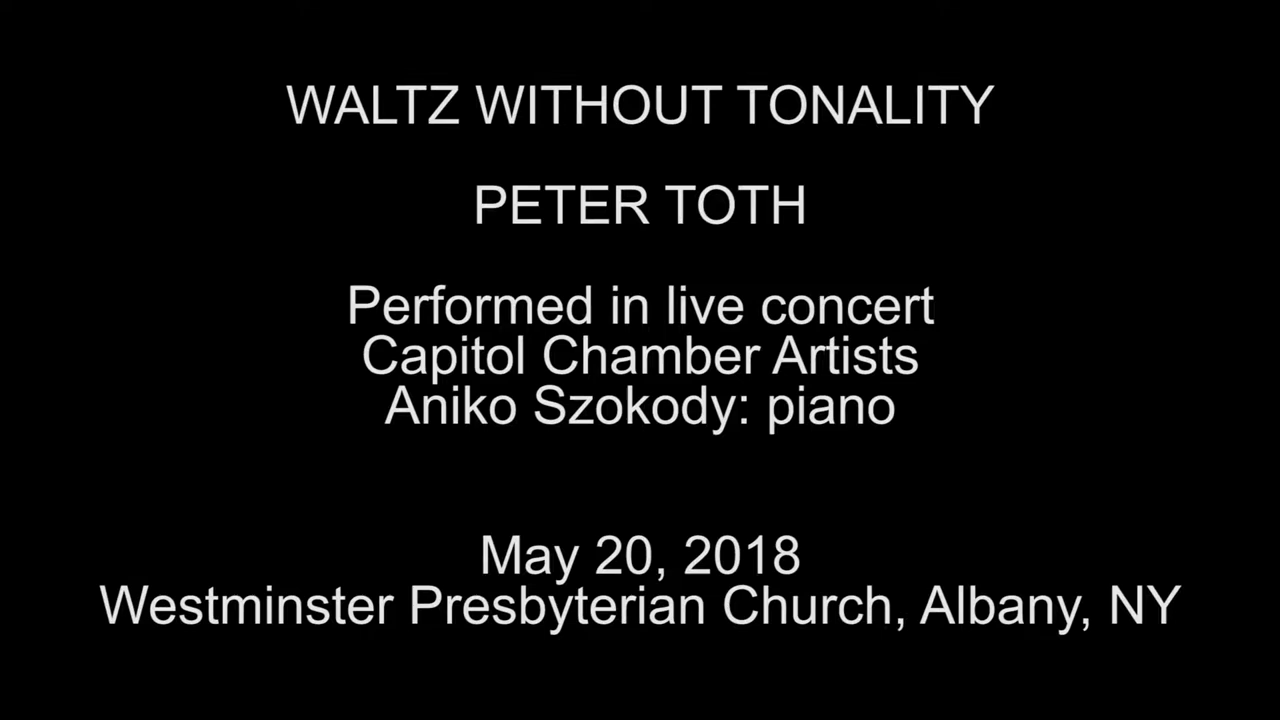 WALTZ WITHOUT TONALITY
PETER TOTH
Performed in live concert
Capitol Chamber Artists
Aniko Szokody: piano
May 20, 2018
Westminster Presbyterian Church, Albany, NY